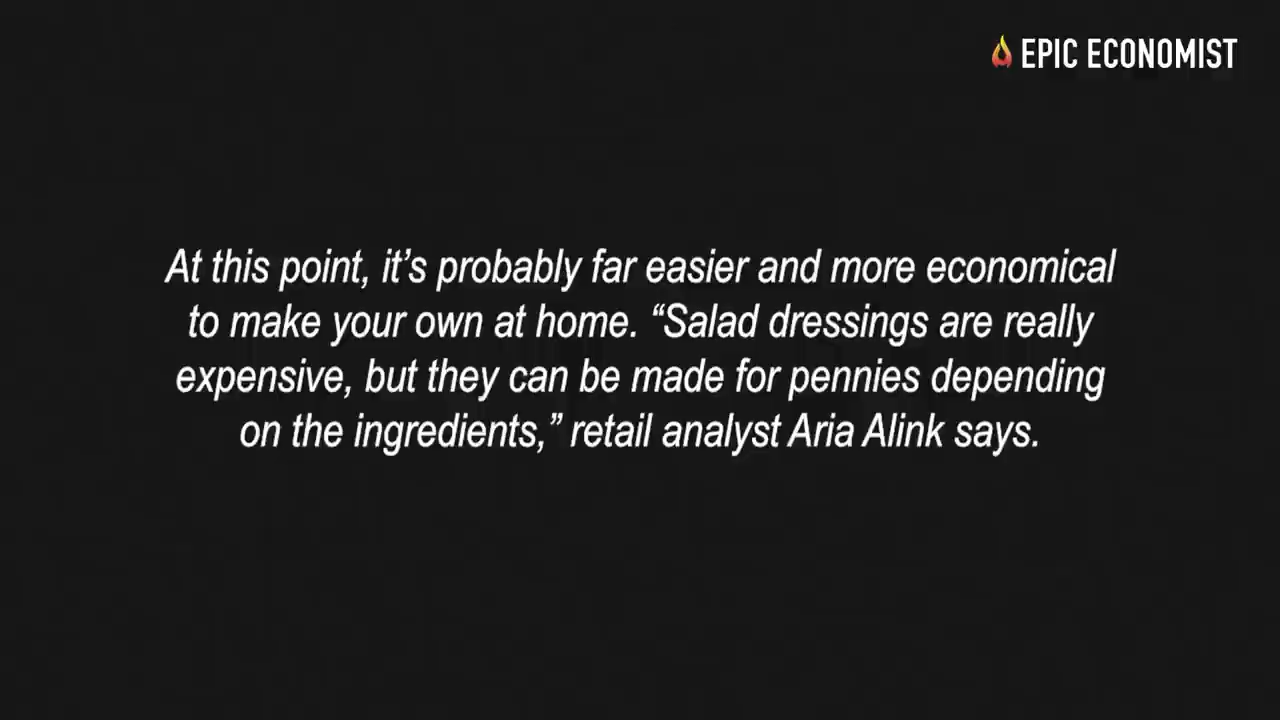 EPIC ECONOMIST
At this point, it’s probably far easier and more economical
to make your own at home. “Salad dressings are really
expensive, but they can be made for pennies depending
on the ingredients,” retail analyst Aria Alink says.